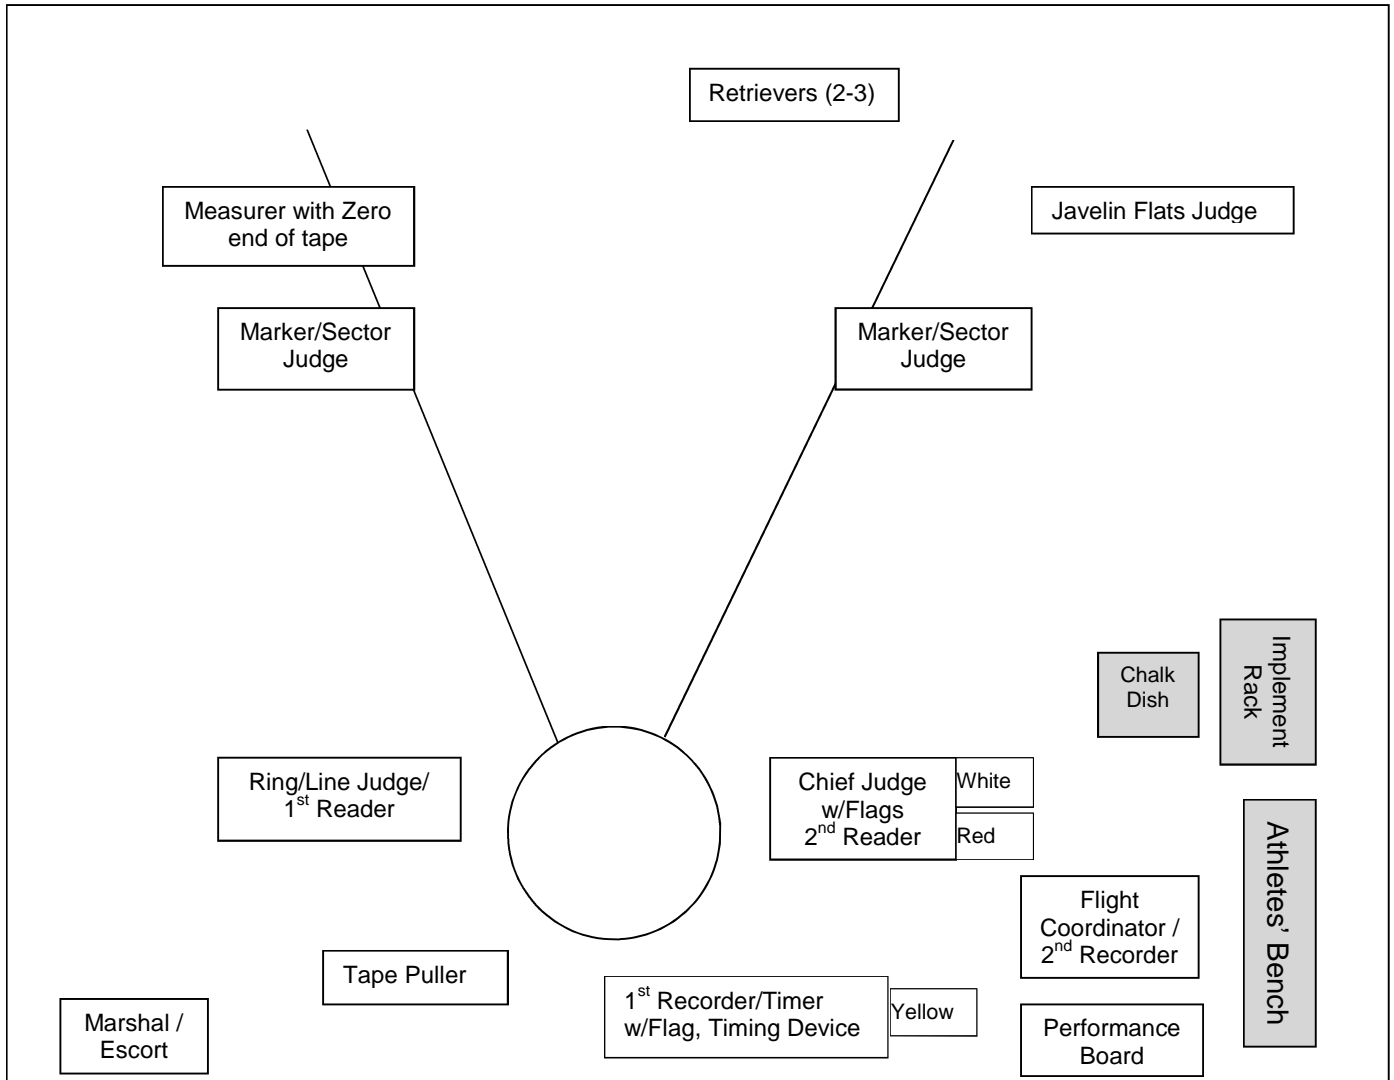 Retrievers (2-3)
Measurer with Zero
end of tape
Javelin Flats Judge
Marker/Sector
Judge
Marker/Sector
Judge
Implement
Rack
Chalk
Dish
Ring/Line Judge/
1st Reader
Chief Judge
w/Flags
2nd Reader
White
Red
Athletes’ Bench
Flight
Coordinator /
2nd Recorder
Tape Puller
1st Recorder/Timer
w/Flag, Timing Device
Yellow
Marshal /
Escort
Performance
Board